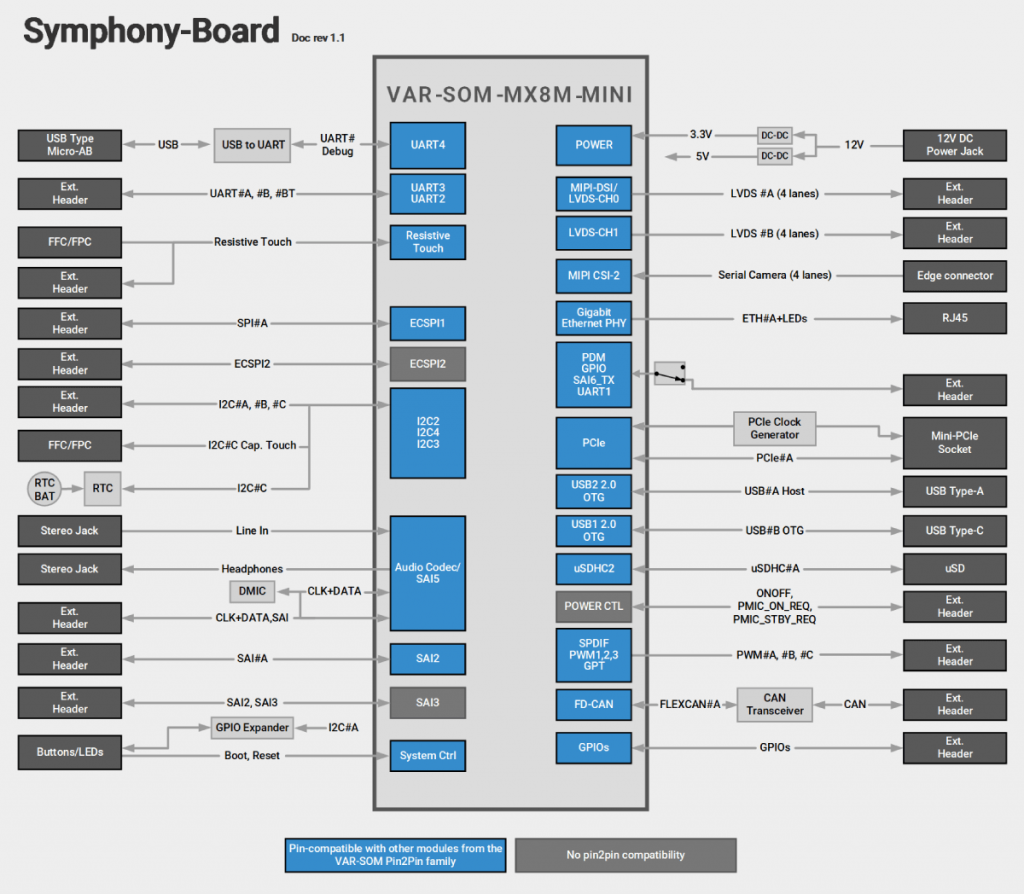 Symphony-Board Doc rev 1.1
VAR-SOM-MX8M-MINI
USB Type
Micro-AB
USB
USB to UART
UART#
Debug
UART4
Ext.
Header
UART#A, #B, #BT
UART3
UART2
FFC/FPC
Resistive Touch
Resistive
Touch
Ext.
Header
Ext.
Header
SPI#A
ECSPI1
Ext.
Header
ECSPI2
ECSPI2
Ext.
Header
I2C#A, #B, #C
I2C2
I2C4
I2C3
FFC/FPC
I2C#C Cap. Touch
RTC
BAT
RTC
I2C#C
Stereo Jack
Line In
Audio Codec/
SAI5
Stereo Jack
Headphones
DMIC
CLK+DATA
Ext.
Header
CLK+DATA,SAI
Ext.
Header
SAI#A
SAI2
Ext.
Header
SAI2, SAI3
SAI3
GPIO Expander
I2C#A
Buttons/LEDs
Boot, Reset
System Ctrl
POWER
3.3V
DC-DC
5V
DC-DC
12V
12V DC
Power Jack
MIPI-DSI/
LVDS-CH0
LVDS #A (4 lanes)
Ext.
Header
LVDS-CH1
LVDS #B (4 lanes)
Ext.
Header
MIPI CSI-2
Serial Camera (4 lanes)
Edge connector
Gigabit
Ethernet PHY
ETH#A+LEDs
RJ45
PDM
GPIO
SAI6_TX
UART1
Ext.
Header
PCIe
PCIe Clock
Generator
PCIe#A
Mini-PCIe
Socket
USB2 2.0
OTG
USB#A Host
USB Type-A
USB1 2.0
OTG
USB#B OTG
USB Type-C
uSDHC2
uSDHC#A
uSD
POWER CTL
ONOFF,
PMIC_ON_REQ,
PMIC_STBY_REQ
Ext.
Header
SPDIF
PWM1,2,3
GPT
PWM#A, #B, #C
Ext.
Header
FD-CAN
FLEXCAN#A
CAN
Transceiver
CAN
Ext.
Header
GPIOs
GPIOs
Ext.
Header
Pin-compatible with other modules from the
VAR-SOM Pin2Pin family
No pin2pin compatibility